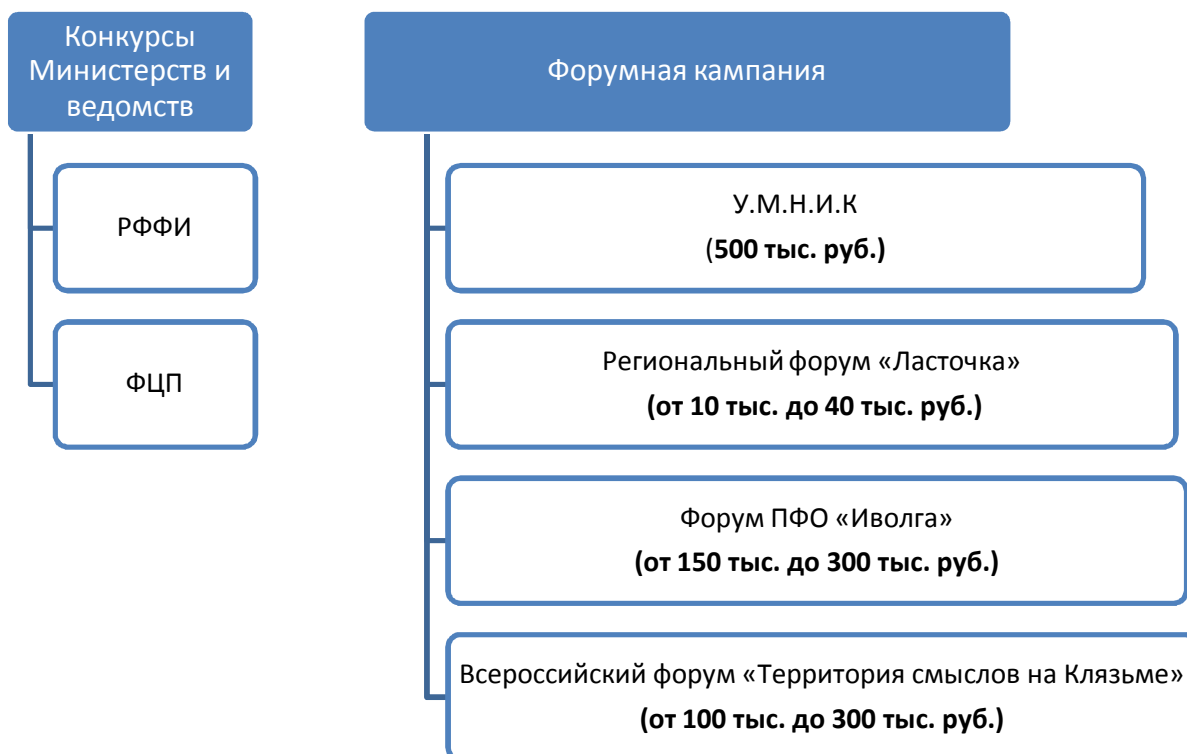 Конкурсы
Министерств и
ведомств
РФФИ
ФЦП
Форумная кампания
У.М.Н.И.К
(500 тыс. руб.)
Региональный форум «Ласточка»
(от 10 тыс. до 40 тыс. руб.)
Форум ПФО «Иволга»
(от 150 тыс. до 300 тыс. руб.)
Всероссийский форум «Территория смыслов на Клязьме»
(от 100 тыс. до 300 тыс. руб.)